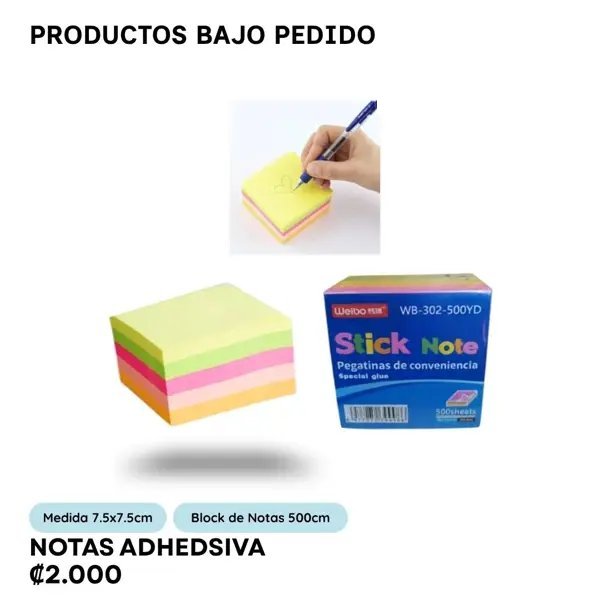 PRODUCTOS BAJO PEDIDO
Weibo
WB-302-500YD
Stick Note
Pegatinas de conveniencia
Special glue
500sheets
Medida 7.5x7.5cm
Block de Notas 500cm
NOTAS ADHEDSIVA
₡2.000